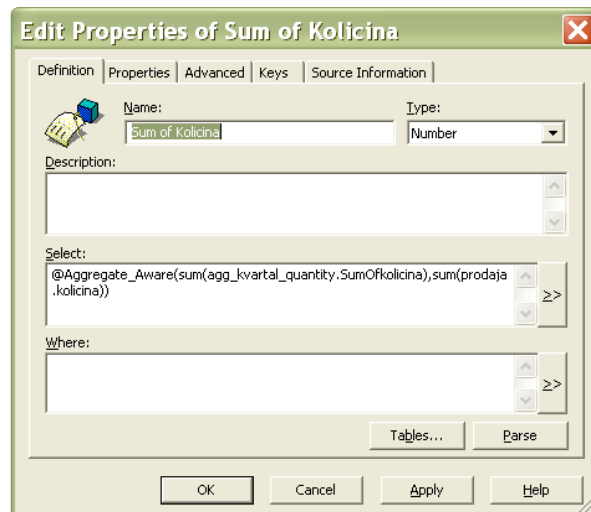 Edit Properties of Sum of Kolicina
Definition Properties Advanced Keys Source Information
Name: Type:
Sum of Kolicina Number
Description:
Select:
@Aggregate_Aware(sum(agg_kvartal_quantity.SumOfkolicina),sum(prodaja
.kolicina))
>>
Where:
>>
Tables... Parse
OK Cancel Apply Help